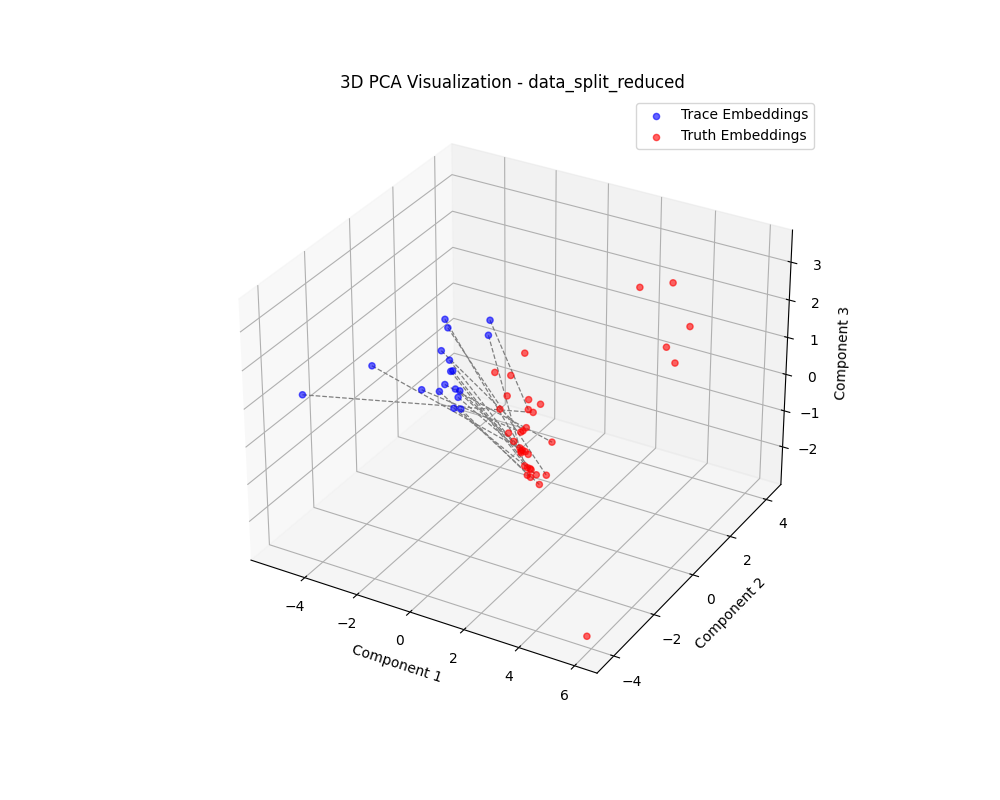 3D PCA Visualization - data_split_reduced
Trace Embeddings
Truth Embeddings
3
2
1
0
−1
−2
Component 3
4
2
0
−2
−4
Component 2
−4
−2
0
2
4
6
Component 1